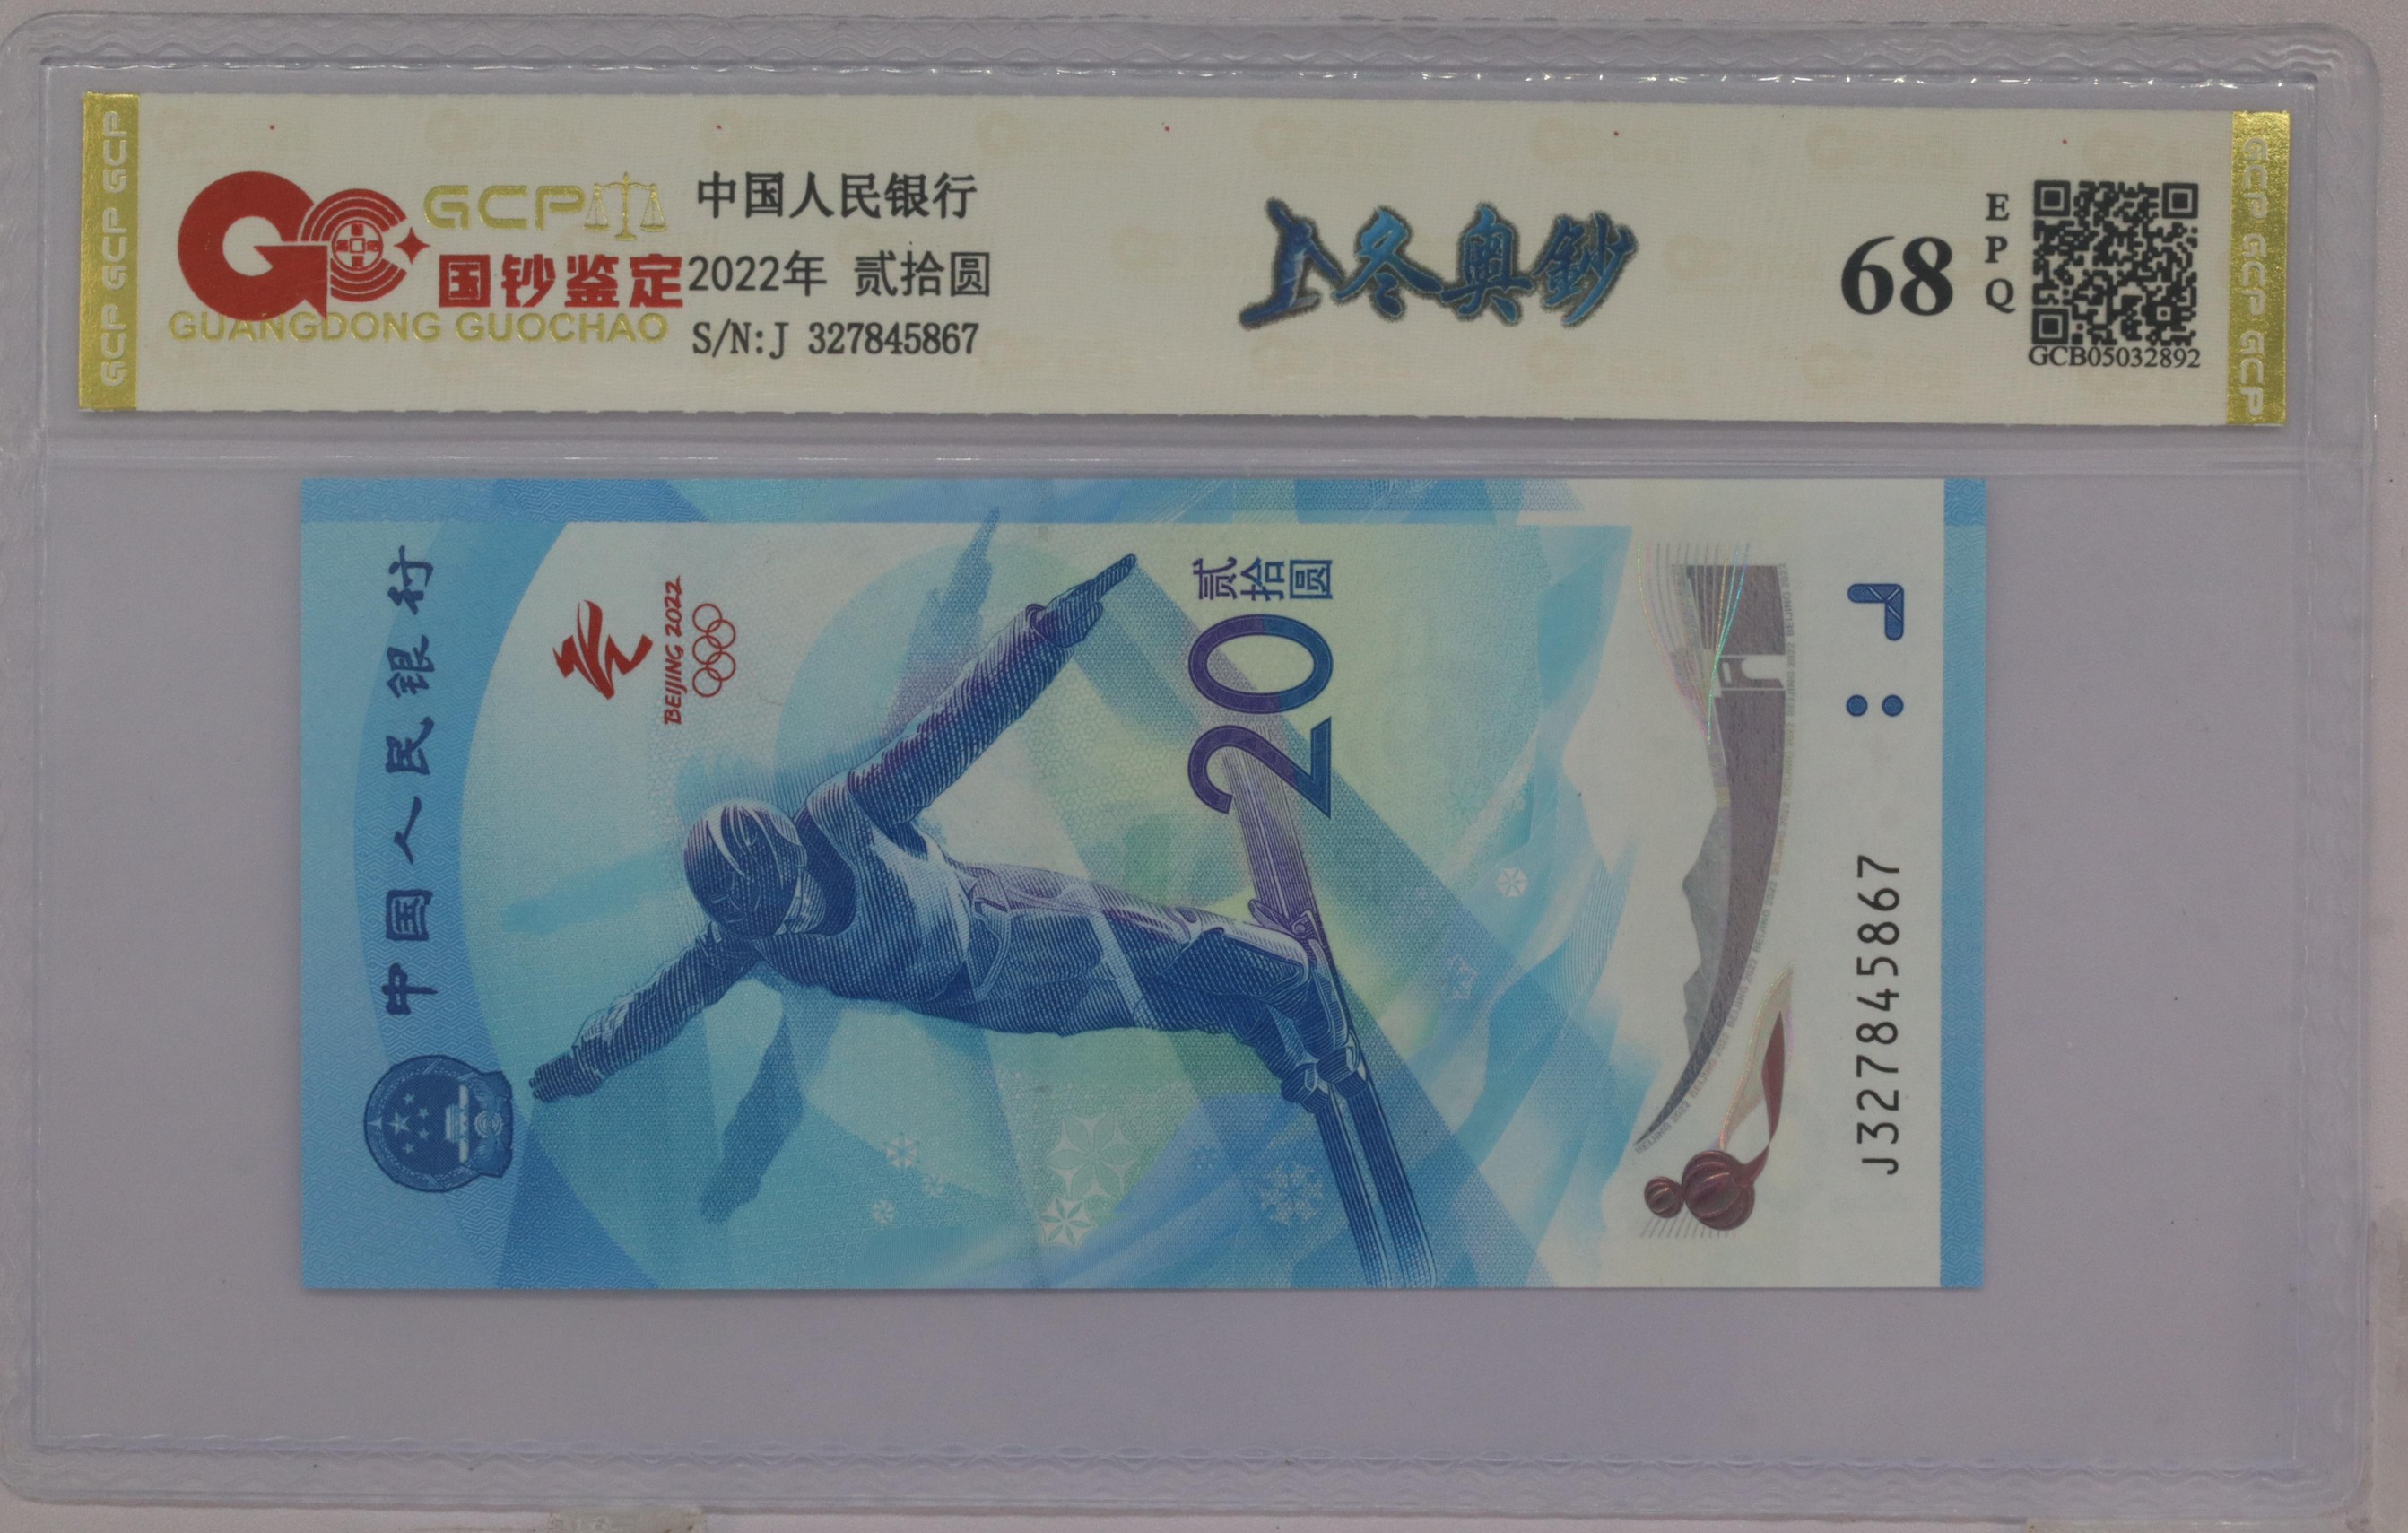 GCP
国钞鉴定
GUANGDONG GUOCHAO
中国人民银行
2022年 贰拾圆
S/N:J 327845867
冬奥鈔
68
EPQ
GCB05032892
GCP GCP GCP
GCP GCP GCP GCP
中国人民银行
BEIJING 2022
贰拾圆
20
J327845867